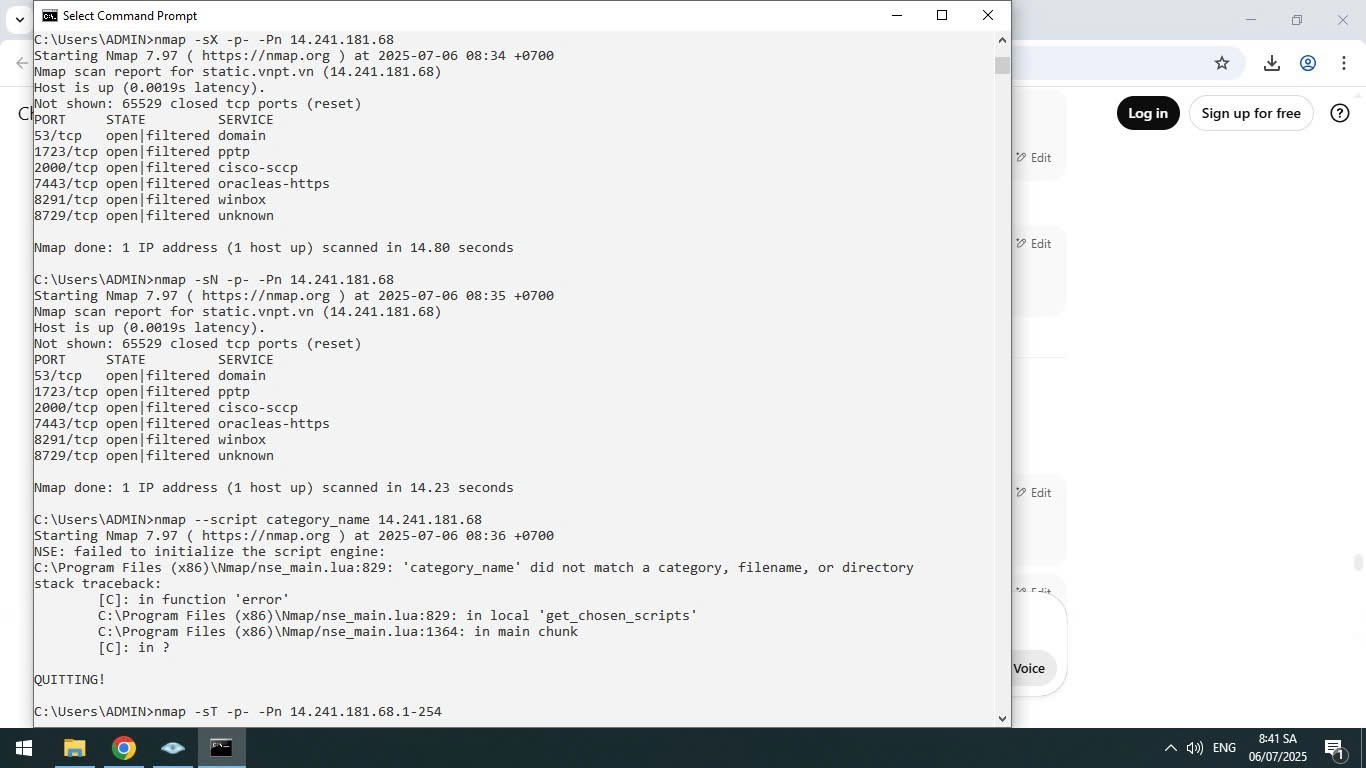 Select Command Prompt
C:\Users\ADMIN>nmap -sX -p- -Pn 14.241.181.68
Starting Nmap 7.97 ( https://nmap.org ) at 2025-07-06 08:34 +0700
Nmap scan report for static.vnpt.vn (14.241.181.68)
Host is up (0.0019s latency).
Not shown: 65529 closed tcp ports (reset)
PORT     STATE         SERVICE
53/tcp   open|filtered domain
1723/tcp open|filtered pptp
2000/tcp open|filtered cisco-sccp
7443/tcp open|filtered oracleas-https
8291/tcp open|filtered winbox
8729/tcp open|filtered unknown
Nmap done: 1 IP address (1 host up) scanned in 14.80 seconds
C:\Users\ADMIN>nmap -sN -p- -Pn 14.241.181.68
Starting Nmap 7.97 ( https://nmap.org ) at 2025-07-06 08:35 +0700
Nmap scan report for static.vnpt.vn (14.241.181.68)
Host is up (0.0019s latency).
Not shown: 65529 closed tcp ports (reset)
PORT     STATE         SERVICE
53/tcp   open|filtered domain
1723/tcp open|filtered pptp
2000/tcp open|filtered cisco-sccp
7443/tcp open|filtered oracleas-https
8291/tcp open|filtered winbox
8729/tcp open|filtered unknown
Nmap done: 1 IP address (1 host up) scanned in 14.23 seconds
C:\Users\ADMIN>nmap --script category_name 14.241.181.68
Starting Nmap 7.97 ( https://nmap.org ) at 2025-07-06 08:36 +0700
NSE: failed to initialize the script engine:
C:\Program Files (x86)\Nmap/nse_main.lua:829: 'category_name' did not match a category, filename, or directory
stack traceback:
[C]: in function 'error'
C:\Program Files (x86)\Nmap/nse_main.lua:829: in local 'get_chosen_scripts'
C:\Program Files (x86)\Nmap/nse_main.lua:1364: in main chunk
[C]: in ?
QUITTING!
C:\Users\ADMIN>nmap -sT -p- -Pn 14.241.181.68.1-254
Log in
Sign up for free
Edit
Edit
Edit
Edit
Voice
ENG
8:41 SA
06/07/2025
1